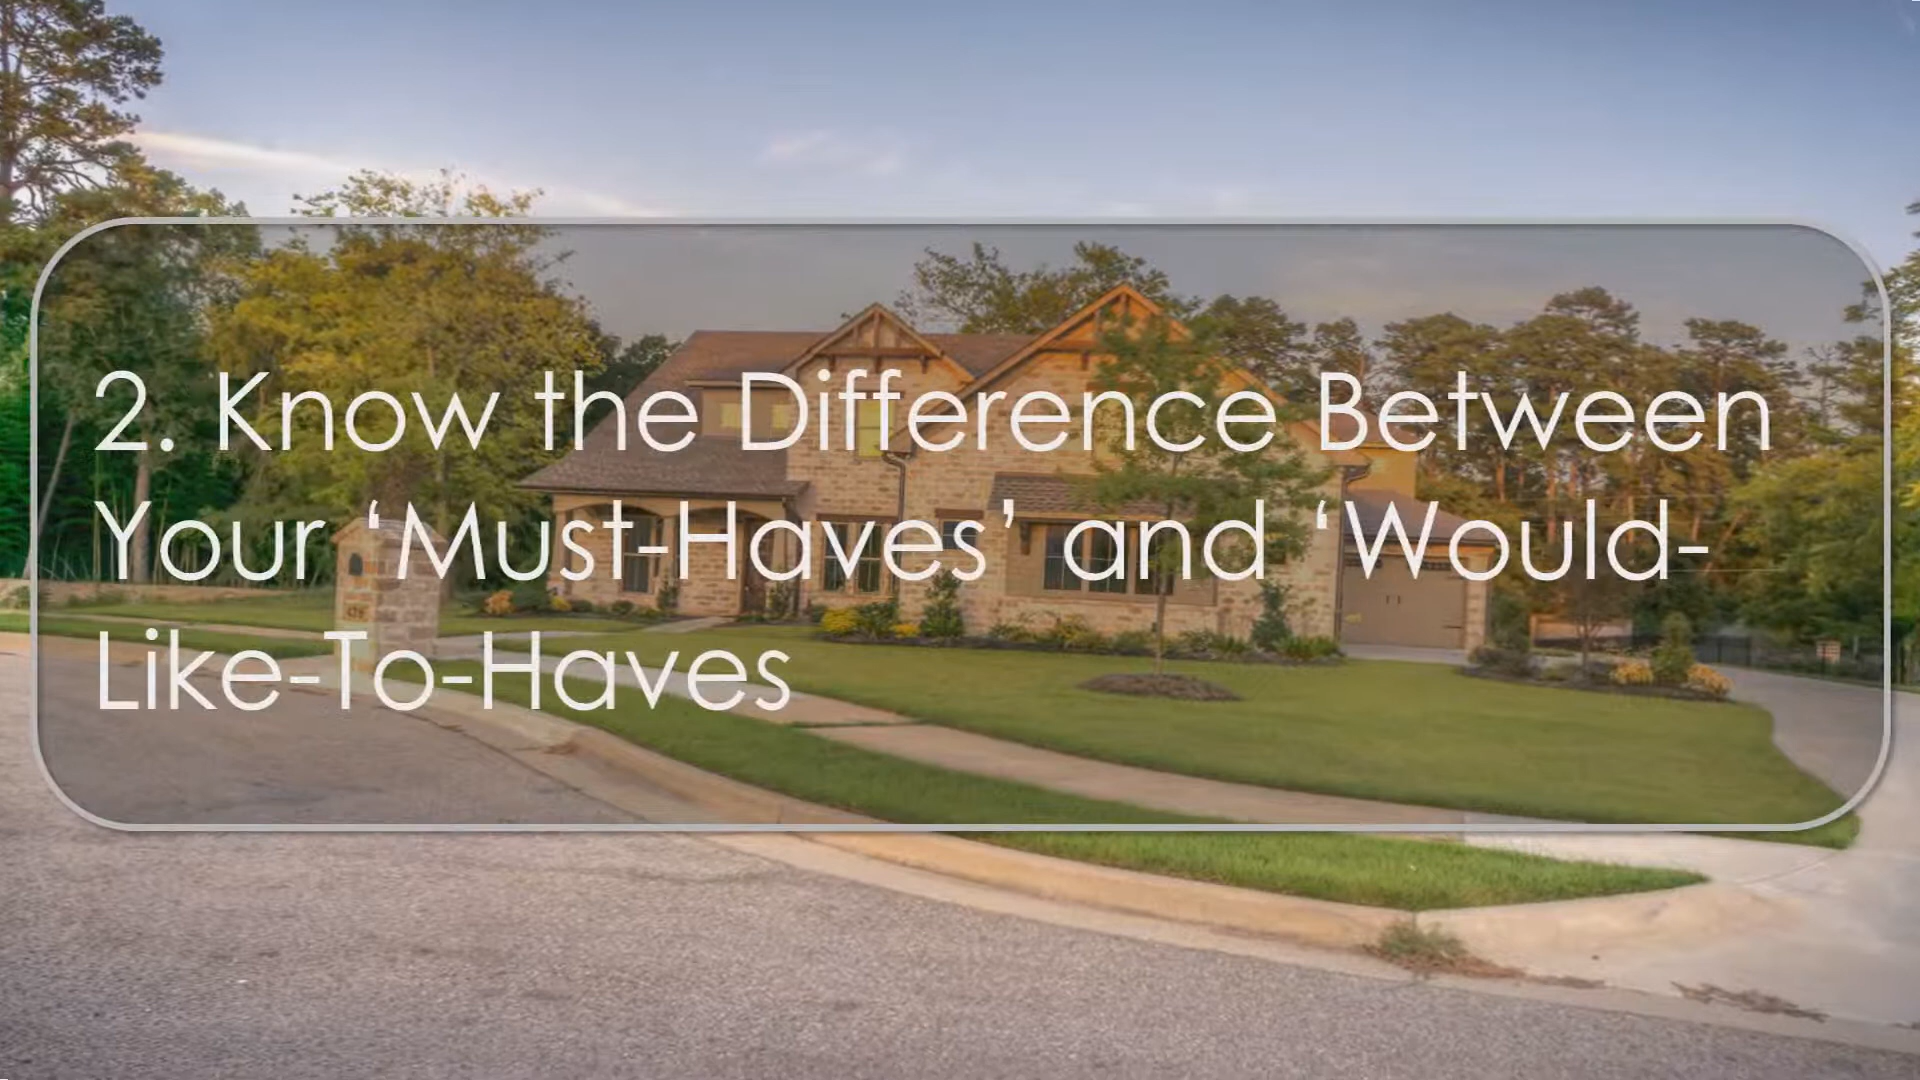 2. Know the Difference Between
Your ‘Must-Haves’ and ‘Would-
Like-To-Haves